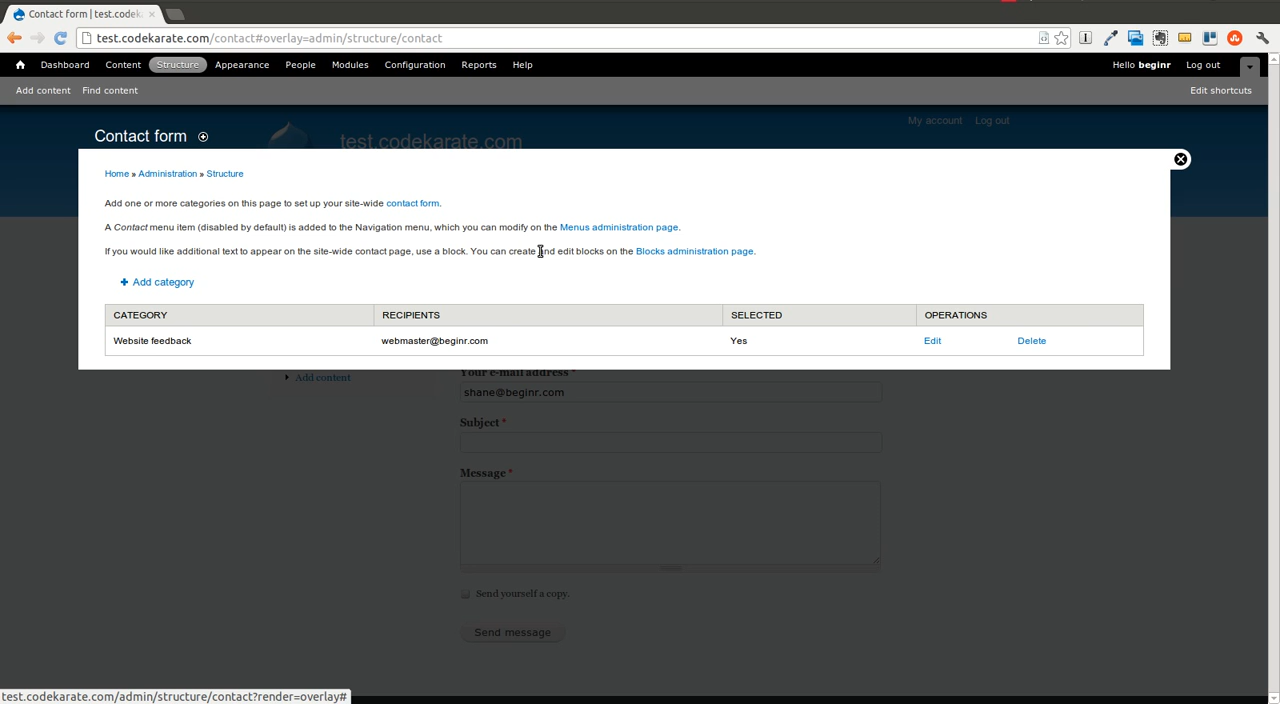 Contact form | test.codek
test.codekarate.com/contact#overlay=admin/structure/contact
Dashboard Content Structure Appearance People Modules Configuration Reports Help Hello beginr Log out
Add content Find content Edit shortcuts
My account Log out
Contact form
test.codekarate.com
Home » Administration » Structure
Add one or more categories on this page to set up your site-wide contact form.
A Contact menu item (disabled by default) is added to the Navigation menu, which you can modify on the Menus administration page.
If you would like additional text to appear on the site-wide contact page, use a block. You can create and edit blocks on the Blocks administration page.
Add category
CATEGORY RECIPIENTS SELECTED OPERATIONS
Website feedback webmaster@beginr.com Yes Edit Delete
Your e-mail address *
Add content
shane@beginr.com
Subject *
Message *
Send yourself a copy.
Send message
test.codekarate.com/admin/structure/contact?render=overlay#